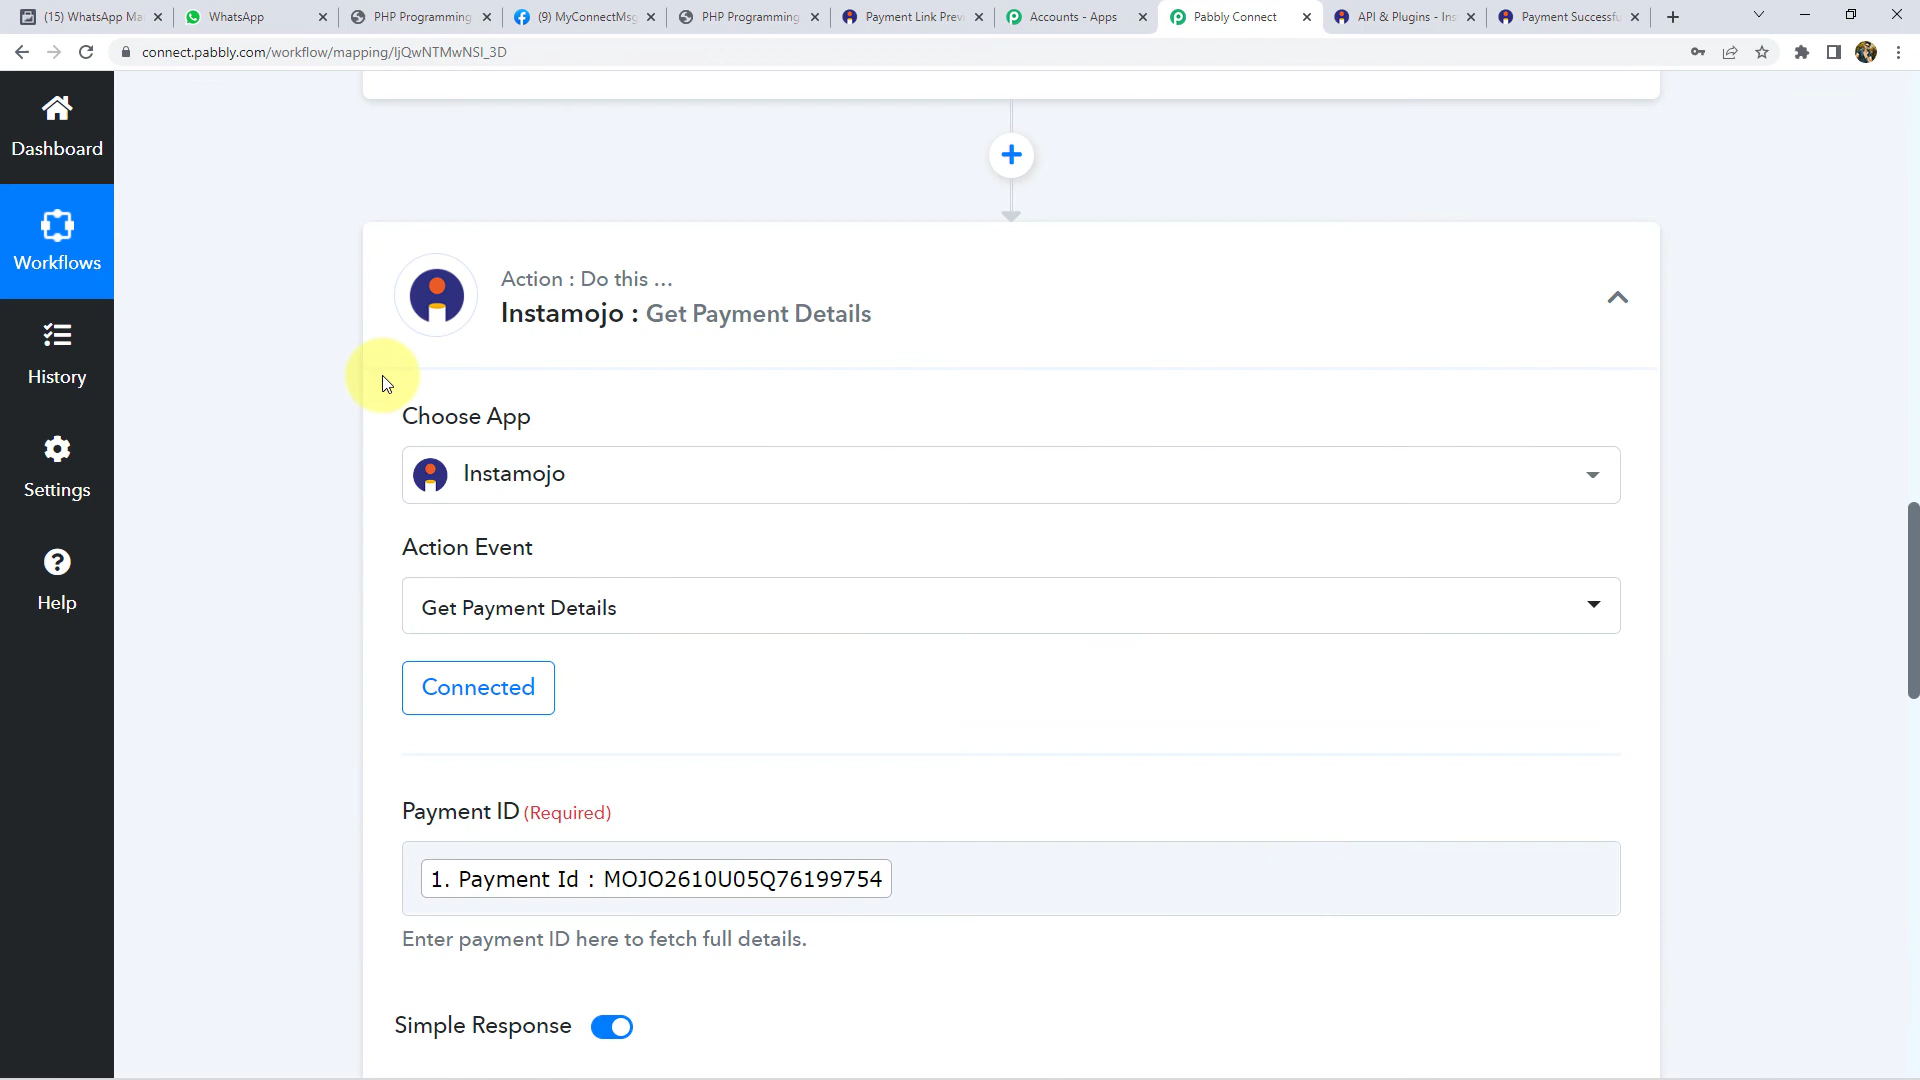 (15) WhatsApp Ma
WhatsApp
PHP Programming
(9) MyConnectMsg
PHP Programming
Payment Link Previ
Accounts - Apps
Pabbly Connect
API & Plugins - Ins
Payment Successfu
connect.pabbly.com/workflow/mapping/IjQwNTMwNSI_3D
Dashboard
Workflows
History
Settings
Help
Action : Do this ...
Instamojo : Get Payment Details
Choose App
Instamojo
Action Event
Get Payment Details
Connected
Payment ID (Required)
1. Payment Id : MOJO2610U05Q76199754
Enter payment ID here to fetch full details.
Simple Response